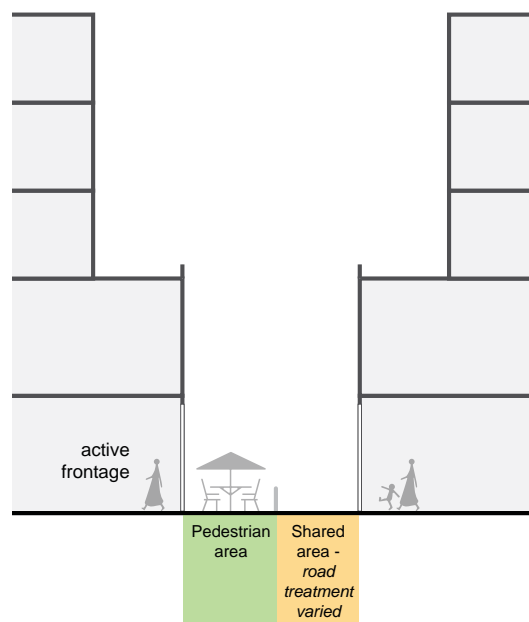 active
frontage
Pedestrian
area
Shared
area -
road
treatment
varied